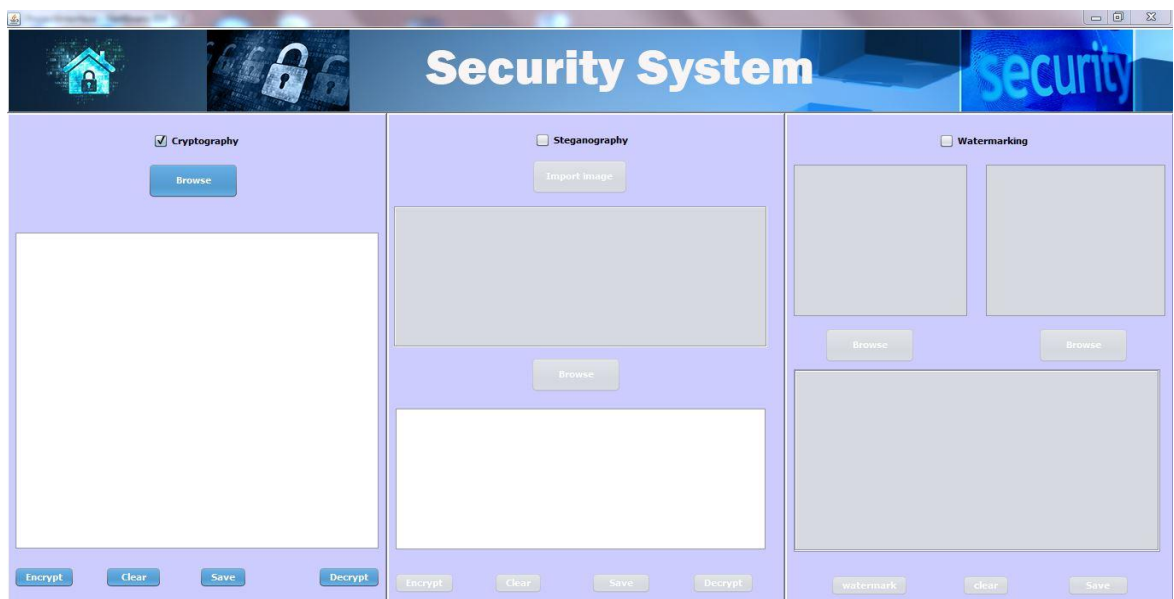 Security System
security
Cryptography
Browse
Encrypt
Clear
Save
Decrypt
Steganography
Import image
Browse
Encrypt
Clear
Save
Decrypt
Watermarking
Browse
Browse
watermark
clear
Save